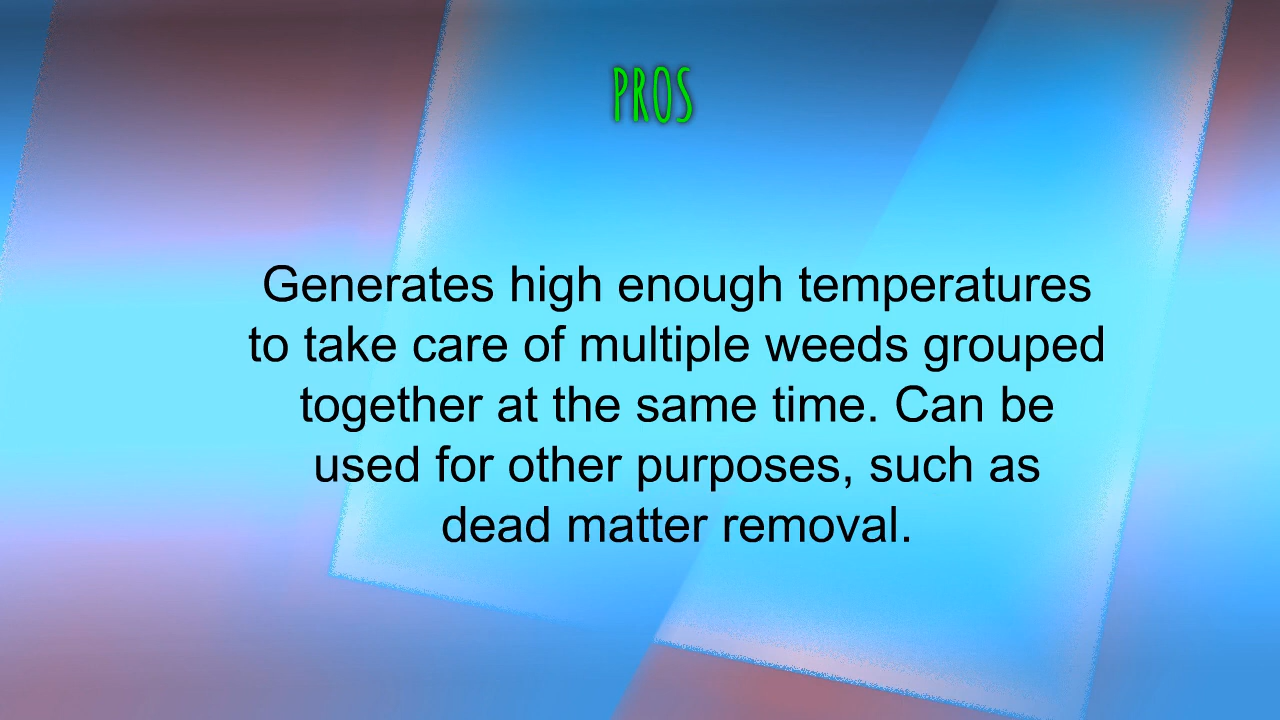 PROS
Generates high enough temperatures
to take care of multiple weeds grouped
together at the same time. Can be
used for other purposes, such as
dead matter removal.